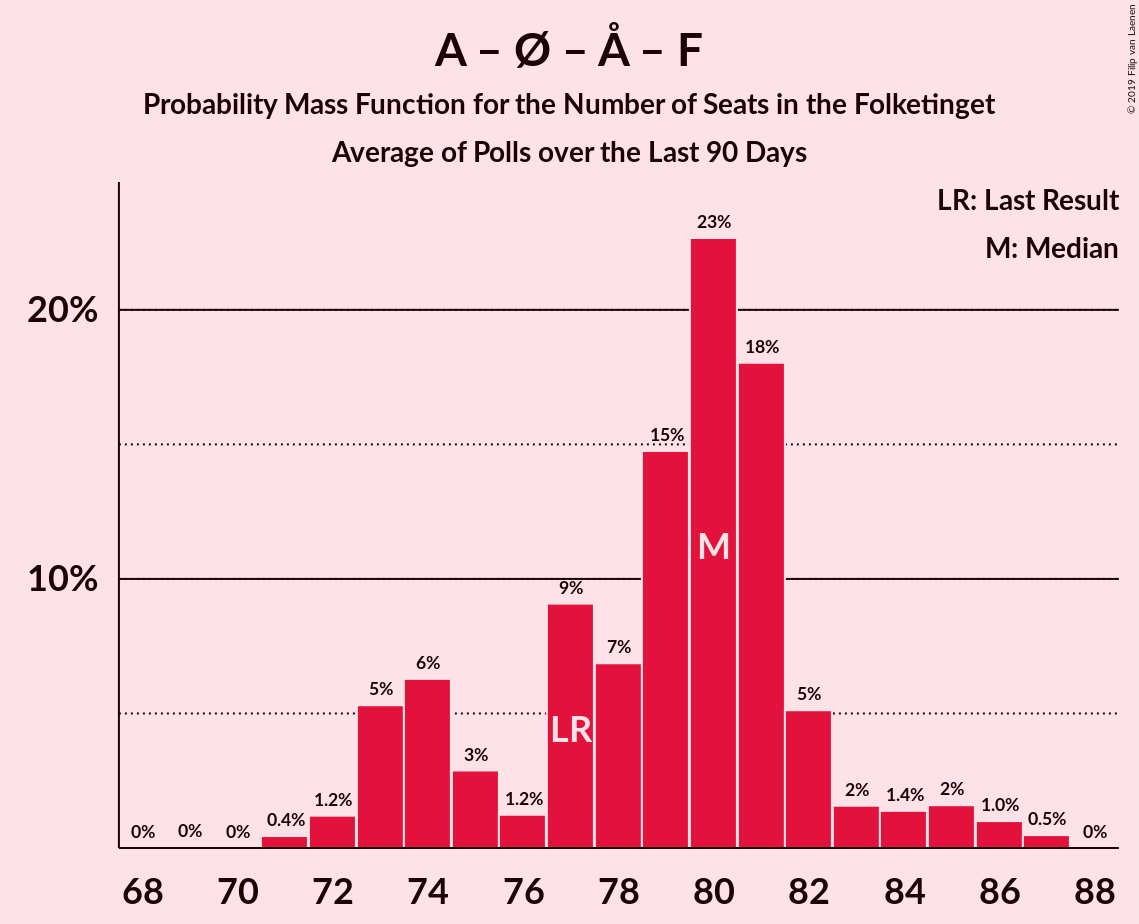 A – Ø – Å – F
Probability Mass Function for the Number of Seats in the Folketinget
Average of Polls over the Last 90 Days
© 2019 Filip van Laenen
LR: Last Result
M: Median
20%
10%
0%
0%
0%
0.4%
1.2%
5%
6%
3%
1.2%
9%
7%
15%
23%
18%
5%
2%
1.4%
2%
1.0%
0.5%
0%
LR
M
68 70 72 74 76 78 80 82 84 86 88